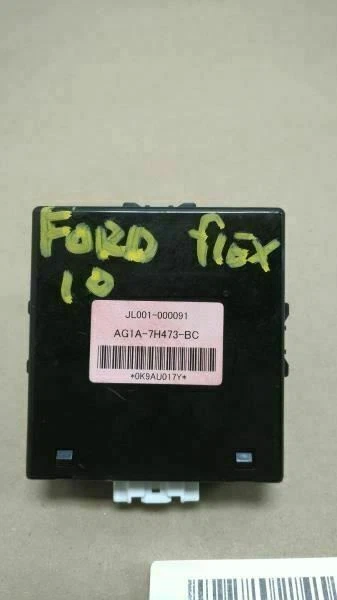 FORD flex
10
JL001-000091
AG1A-7H473-BC
*0K9AU017Y*